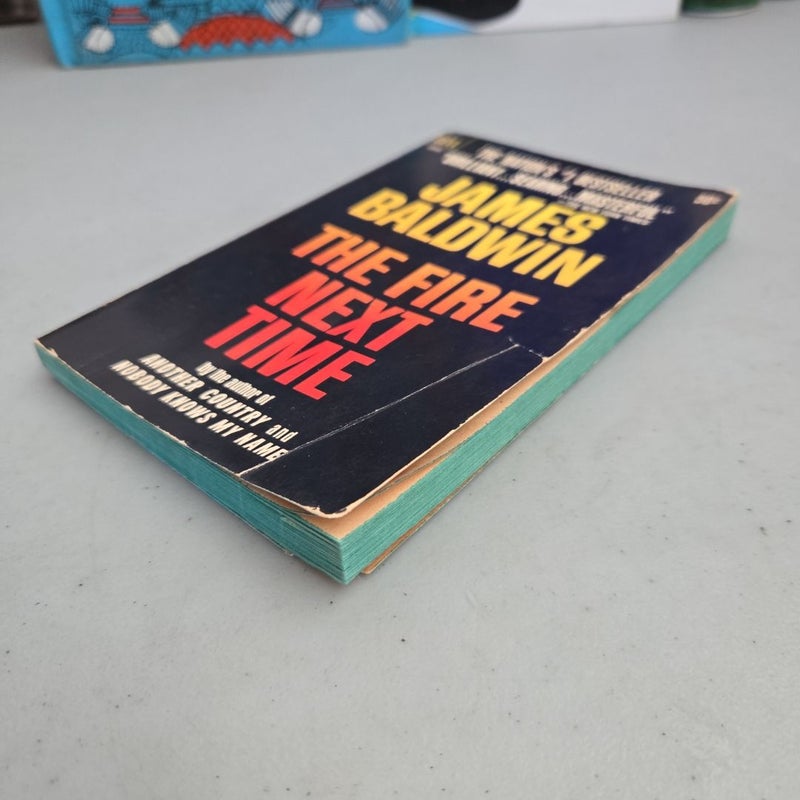 THE NATION'S #1 BESTSELLER
"BRILLIANT...SEARING...MASTERFUL."
JAMES
BALDWIN
THE FIRE
NEXT
TIME
by the author of
ANOTHER COUNTRY and
NOBODY KNOWS MY NAME